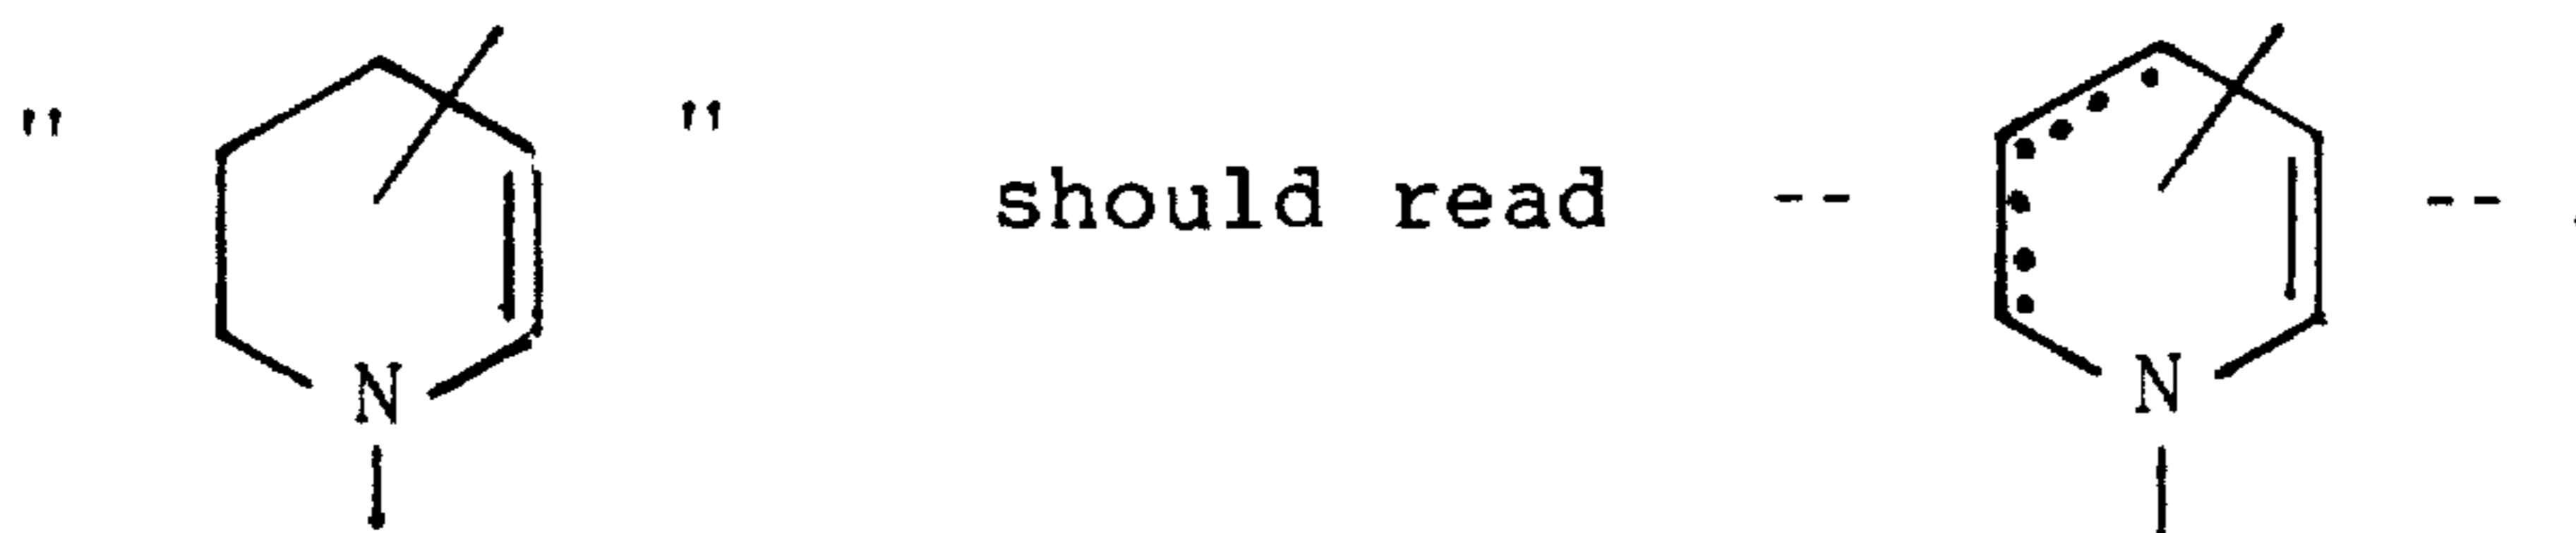 " " should read -- --
N N